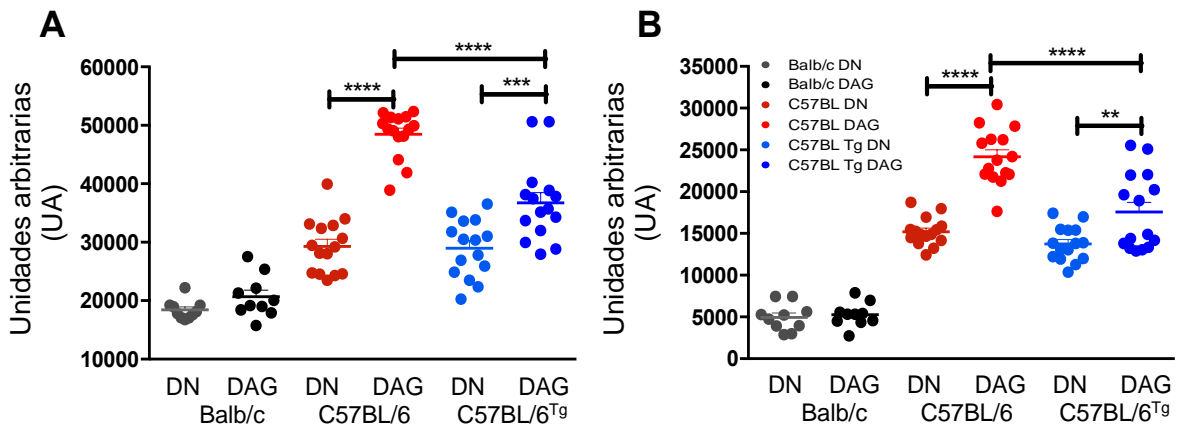 A
Unidades arbitrarias
(UA)
60000
50000
40000
30000
20000
10000
****
****
***
DN DAG DN DAG DN DAG
Balb/c C57BL/6 C57BL/6Tg
B
Unidades arbitrarias
(UA)
35000
30000
25000
20000
15000
10000
5000
0
Balb/c DN
Balb/c DAG
C57BL DN
C57BL DAG
C57BL Tg DN
C57BL Tg DAG
****
****
**
DN DAG DN DAG DN DAG
Balb/c C57BL/6 C57BL/6Tg